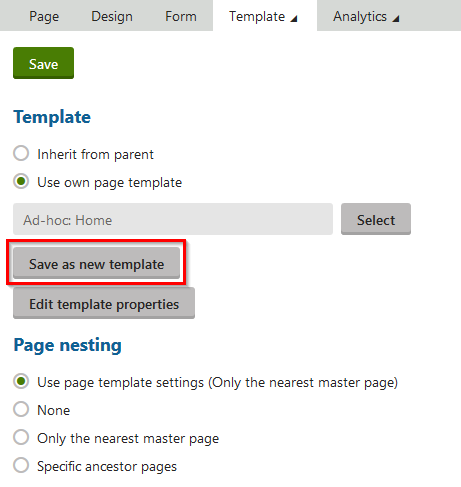 Page Design Form Template Analytics
Save
Template
Inherit from parent
Use own page template
Ad-hoc: Home Select
Save as new template
Edit template properties
Page nesting
Use page template settings (Only the nearest master page)
None
Only the nearest master page
Specific ancestor pages